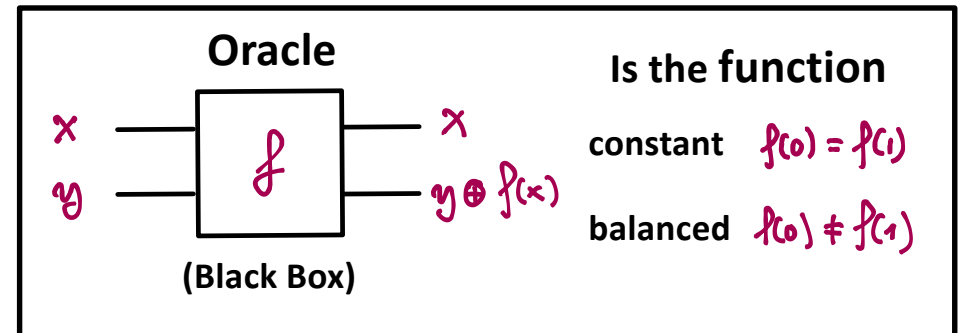 Oracle
x
y
f
x
y ⊕ f(x)
(Black Box)
Is the function
constant f(0) = f(1)
balanced f(0) ≠ f(1)